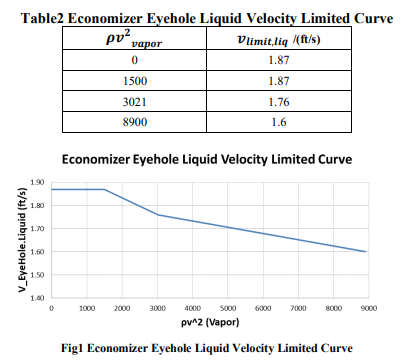 Table2 Economizer Eyehole Liquid Velocity Limited Curve
ρv²vapor vlimit,liq /(ft/s)
0 1.87
1500 1.87
3021 1.76
8900 1.6
Economizer Eyehole Liquid Velocity Limited Curve
V_EyeHole.Liquid (ft/s)
1.90
1.80
1.70
1.60
1.50
1.40
0 1000 2000 3000 4000 5000 6000 7000 8000 9000
ρv^2 (Vapor)
Fig1 Economizer Eyehole Liquid Velocity Limited Curve